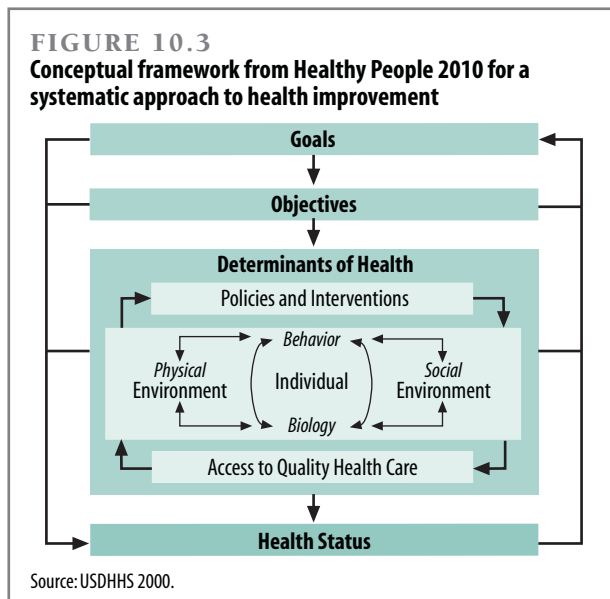 FIGURE 10.3
Conceptual framework from Healthy People 2010 for a
systematic approach to health improvement
Goals
Objectives
Determinants of Health
Policies and Interventions
Behavior
Physical
Environment
Individual
Social
Environment
Biology
Access to Quality Health Care
Health Status
Source: USDHHS 2000.